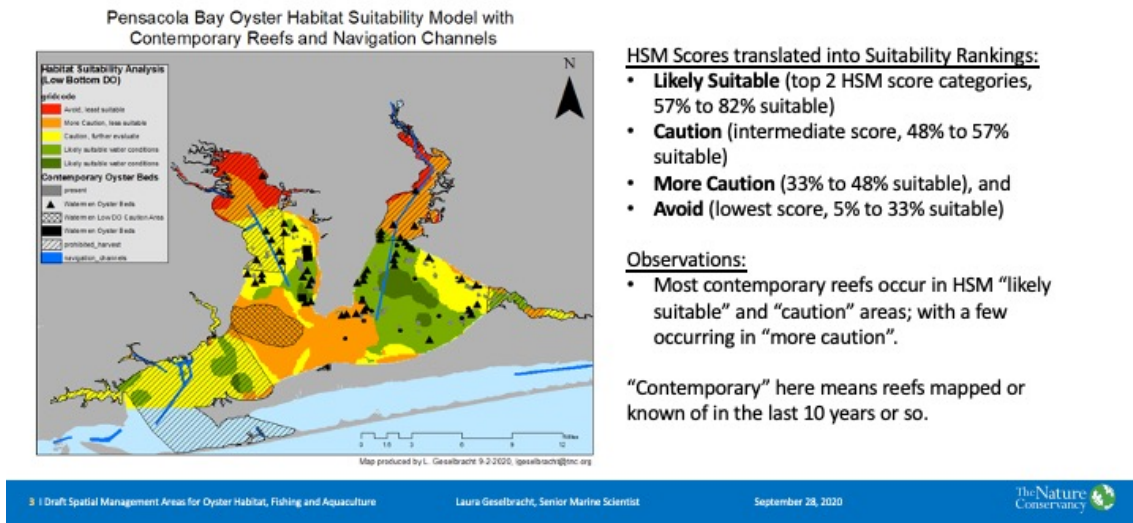 Pensacola Bay Oyster Habitat Suitability Model with
Contemporary Reefs and Navigation Channels
Habitat Suitability Analysis
(Low Bottom DO)
gridcode
Avoid, least suitable
More Caution, less suitable
Caution, further evaluate
Likely suitable water conditions
Likely suitable water conditions
Contemporary Oyster Beds
present
Watermen Oyster Beds
Watermen Low DO Caution Area
Watermen Oyster Beds
prohibited_harvest
navigation_channels
N
0 1.5 3 6 9 12
Miles
Map produced by L. Geselbracht 9-2-2020, lgeselbracht@tnc.org
HSM Scores translated into Suitability Rankings:
• Likely Suitable (top 2 HSM score categories,
57% to 82% suitable)
• Caution (intermediate score, 48% to 57%
suitable)
• More Caution (33% to 48% suitable), and
• Avoid (lowest score, 5% to 33% suitable)
Observations:
• Most contemporary reefs occur in HSM “likely
suitable” and “caution” areas; with a few
occurring in “more caution”.
“Contemporary” here means reefs mapped or
known of in the last 10 years or so.
3 I Draft Spatial Management Areas for Oyster Habitat, Fishing and Aquaculture
Laura Geselbracht, Senior Marine Scientist
September 28, 2020
The Nature
Conservancy